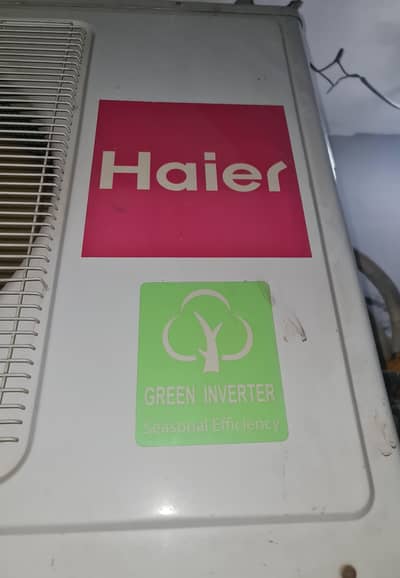 Haier
GREEN INVERTER
Seasonal Efficiency